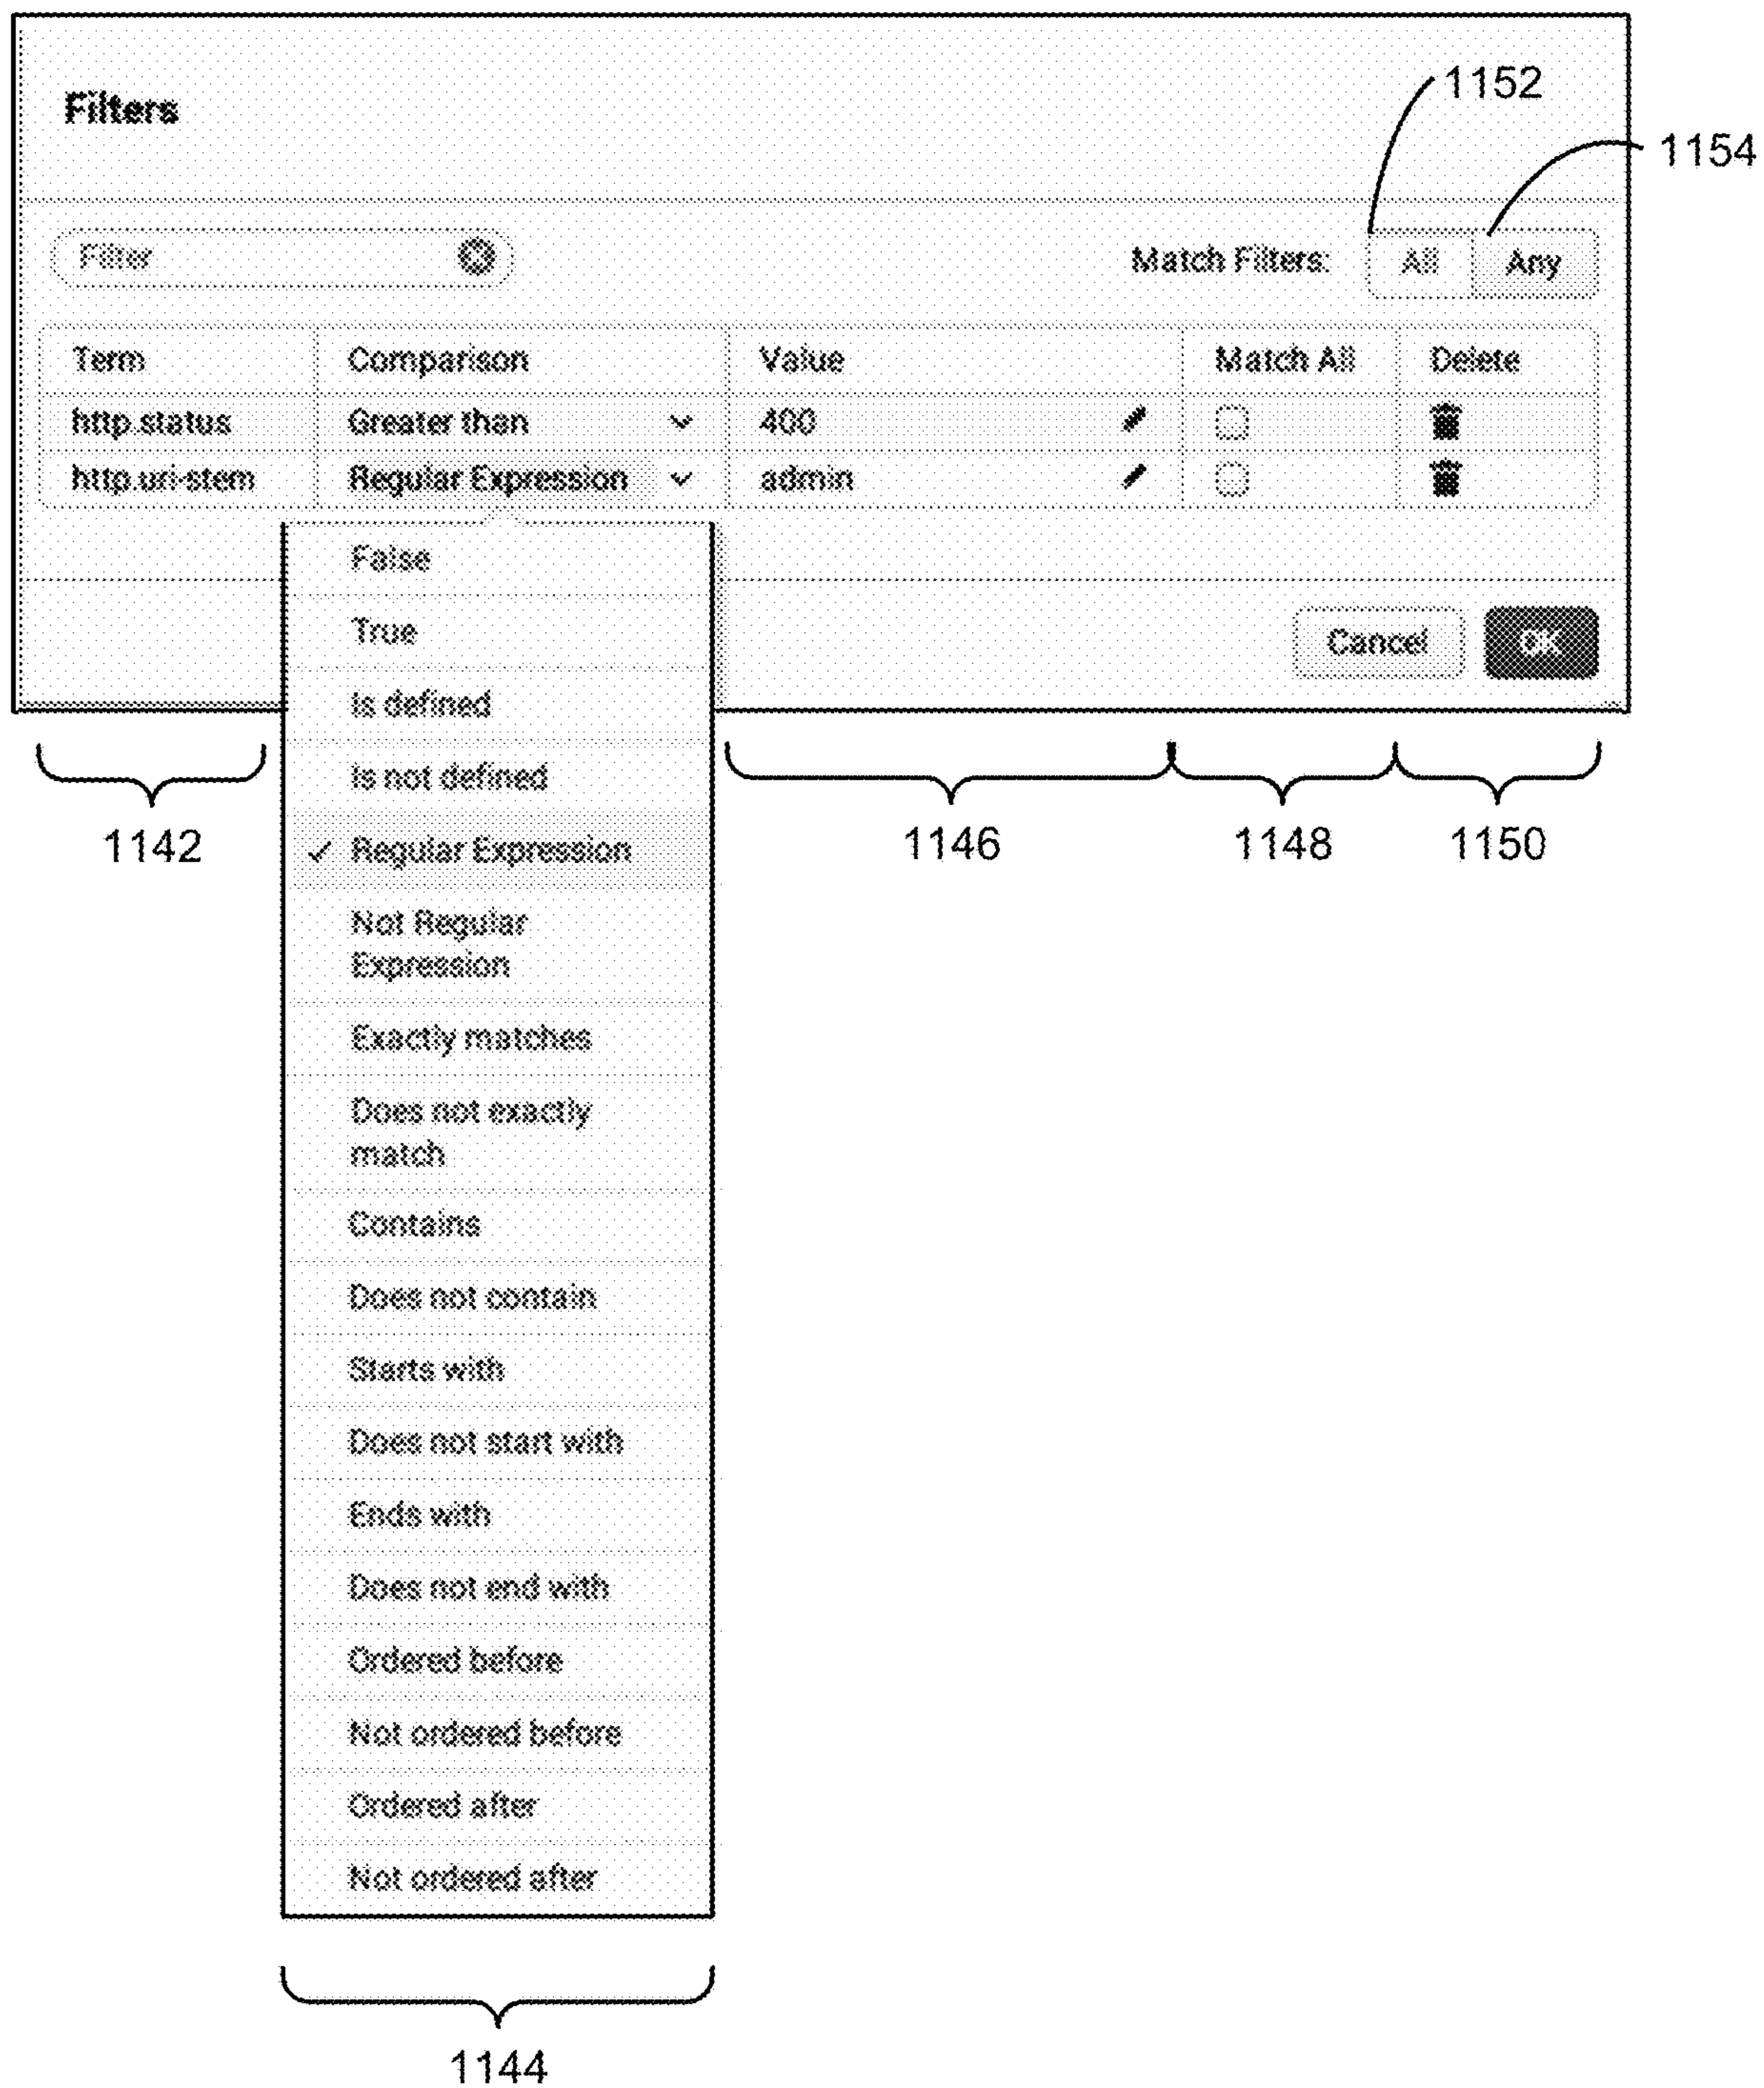 1152
Filters
1154
Filter
Match Filters: All Any
Term Comparison Value Match All Delete
http.status Greater than 400
http.uri-stem Regular Expression admin
False
True
Cancel OK
Is defined
Is not defined
1142 1146 1148 1150
Regular Expression
Not Regular
Expression
Exactly matches
Does not exactly
match
Contains
Does not contain
Starts with
Does not start with
Ends with
Does not end with
Ordered before
Not ordered before
Ordered after
Not ordered after
1144